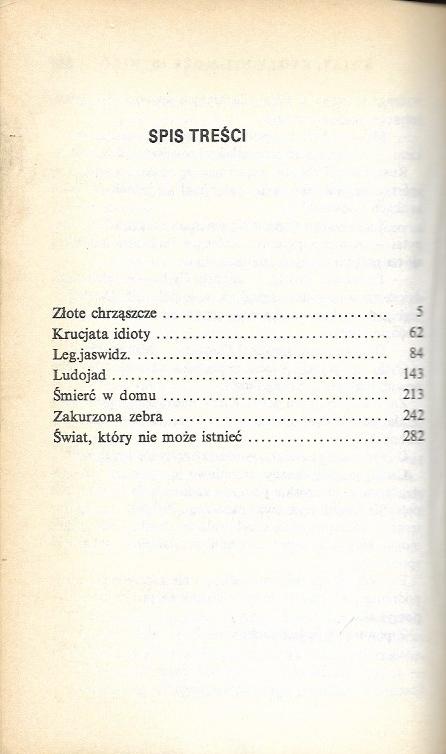 SPIS TREŚCI
Złote chrząszcze ................................... 5
Krucjata idioty .................................... 62
Leg.jaswidz. ....................................... 84
Ludojad ........................................... 143
Śmierć w domu ................................... 213
Zakurzona zebra .................................. 242
Świat, który nie może istnieć ...................... 282